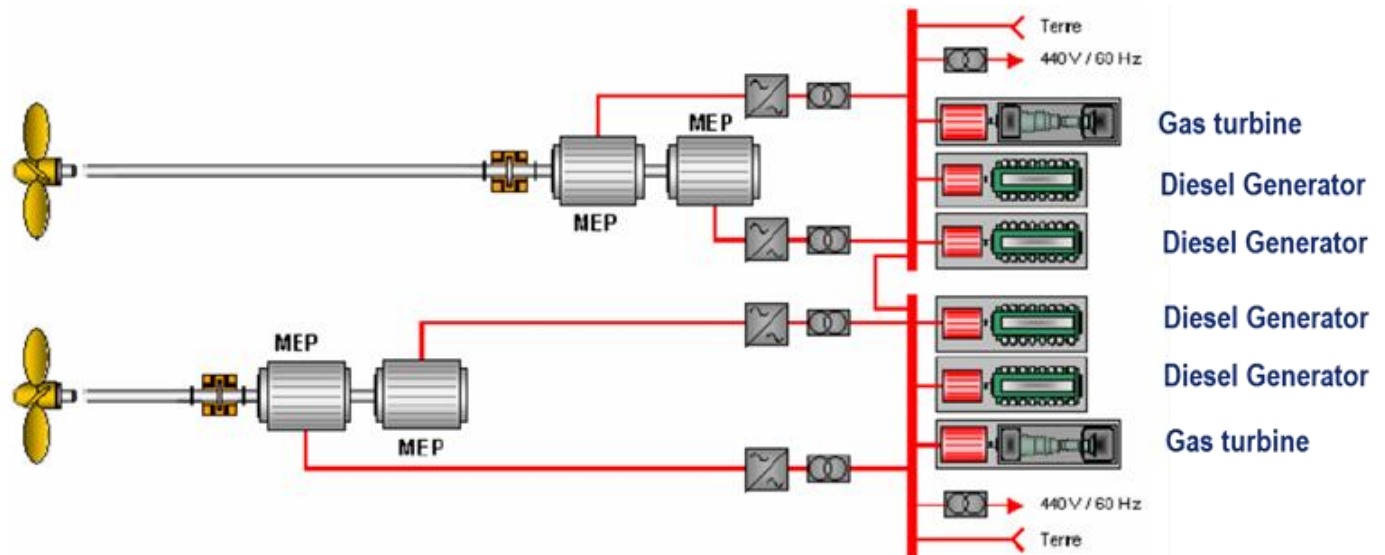 Terre
440V / 60 Hz
Gas turbine
MEP
Diesel Generator
MEP
Diesel Generator
Diesel Generator
MEP
Diesel Generator
MEP
Gas turbine
440V / 60 Hz
Terre